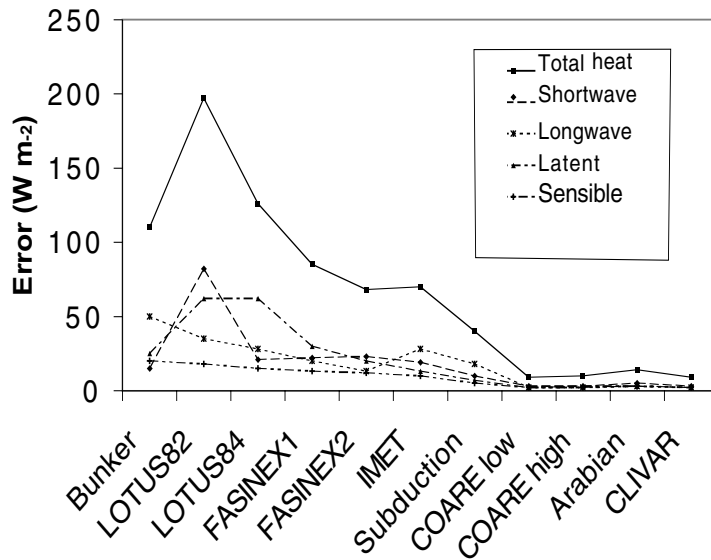 250
200
150
100
50
0
Error (W m-2)
Total heat
Shortwave
Longwave
Latent
Sensible
Bunker
LOTUS82
LOTUS84
FASINEX1
FASINEX2
IMET
Subduction
COARE low
COARE high
Arabian
CLIVAR